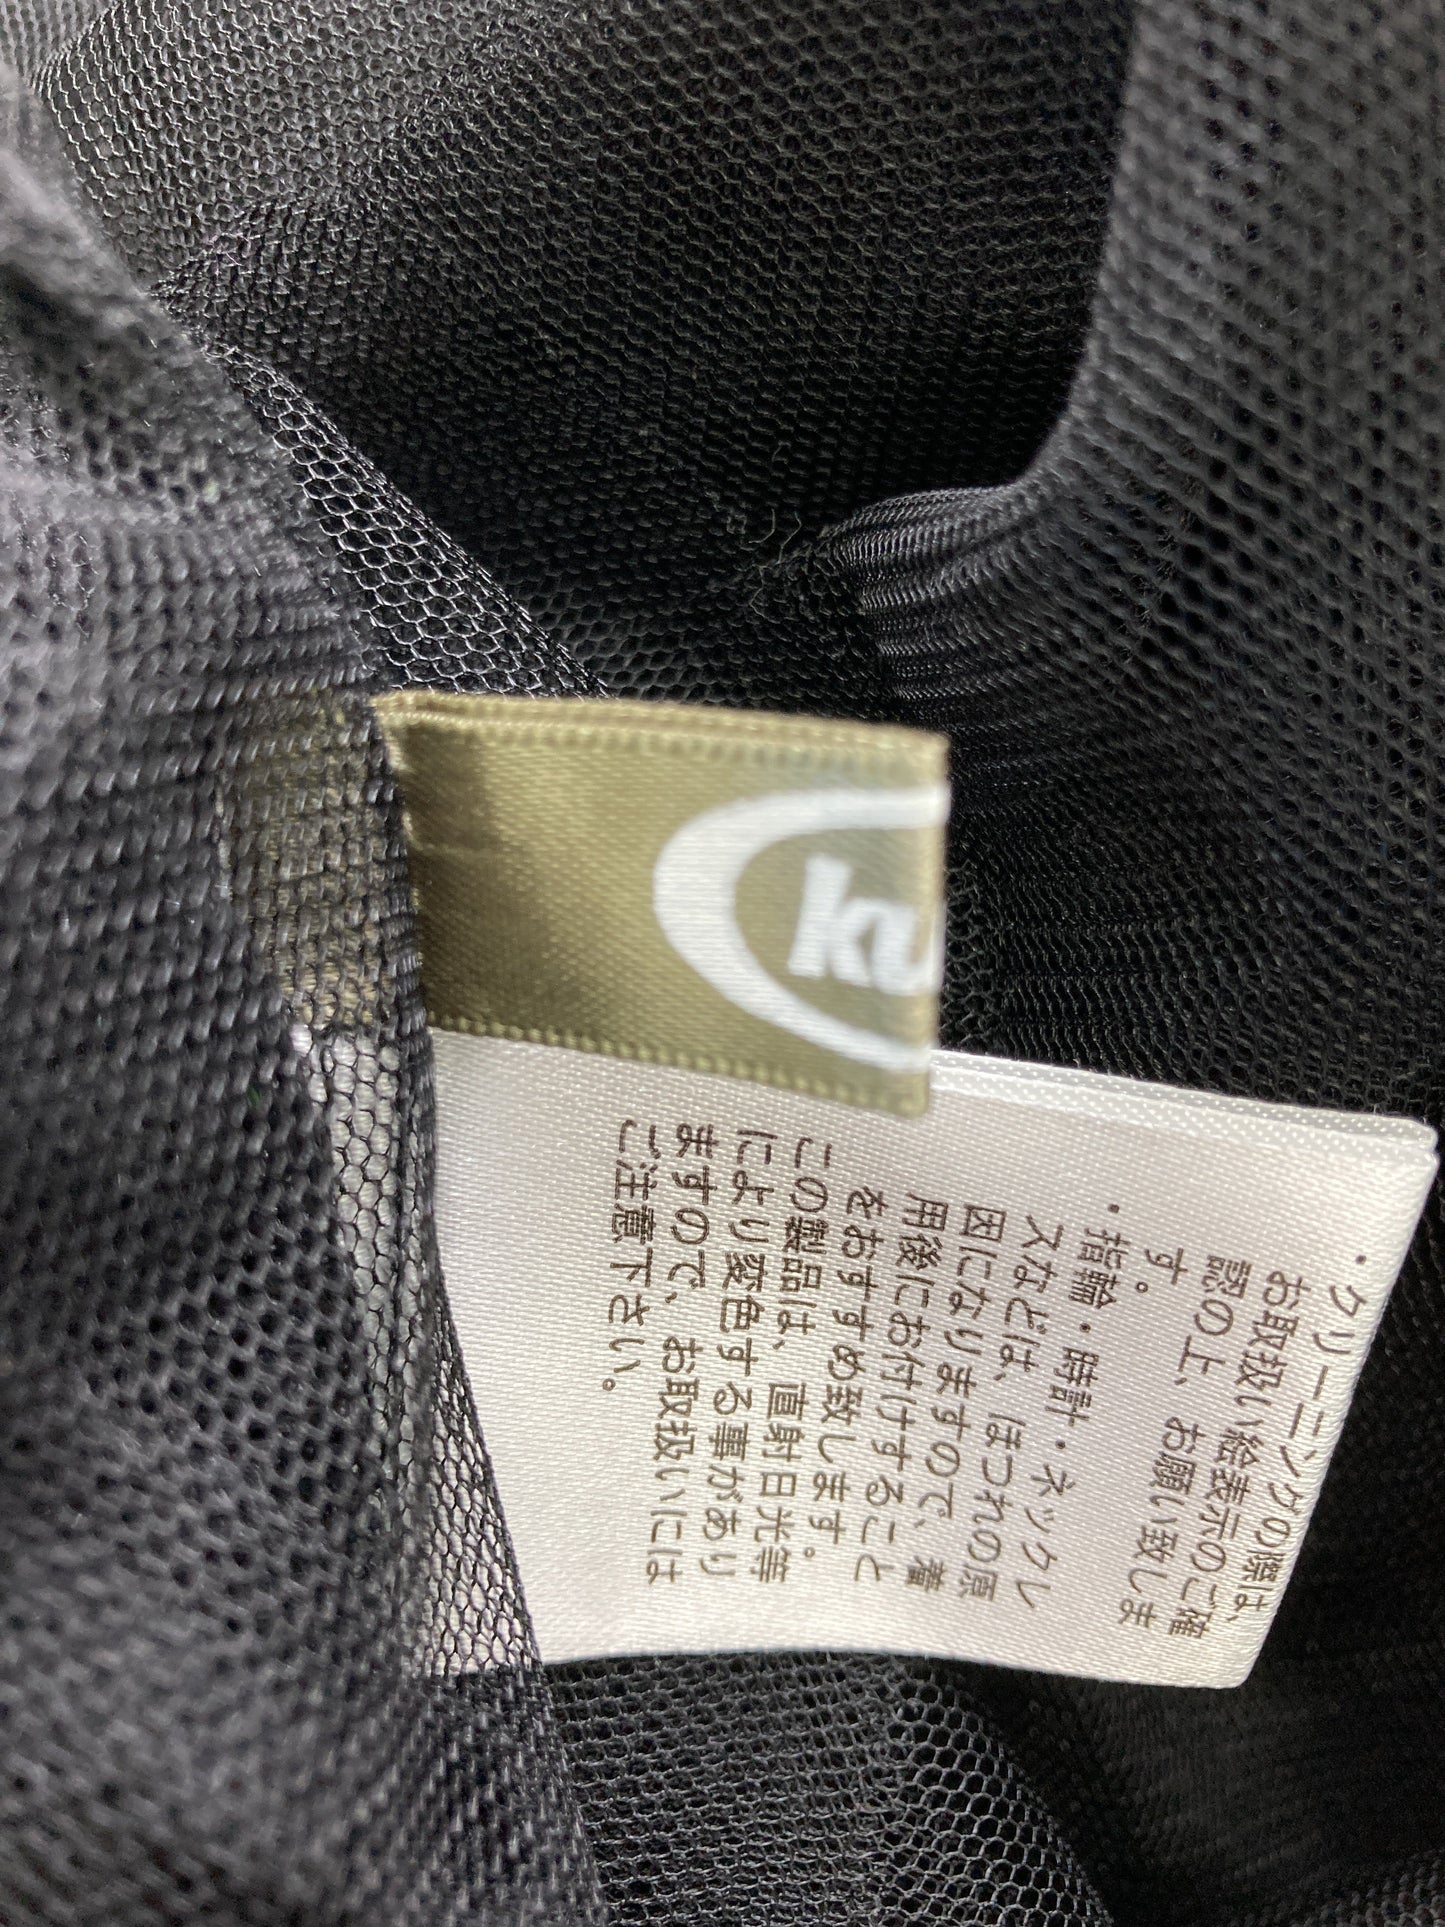 ku
・クリーニングの際は、
お取扱い絵表示のご確
認の上、お願い致しま
す。
・指輪・時計・ネックレ
スなどは、ほつれの原
因になりますので、着
用後にお付けすること
をおすすめ致します。
この製品は、直射日光等
により変色する事があり
ますので、お取扱いには
ご注意下さい。